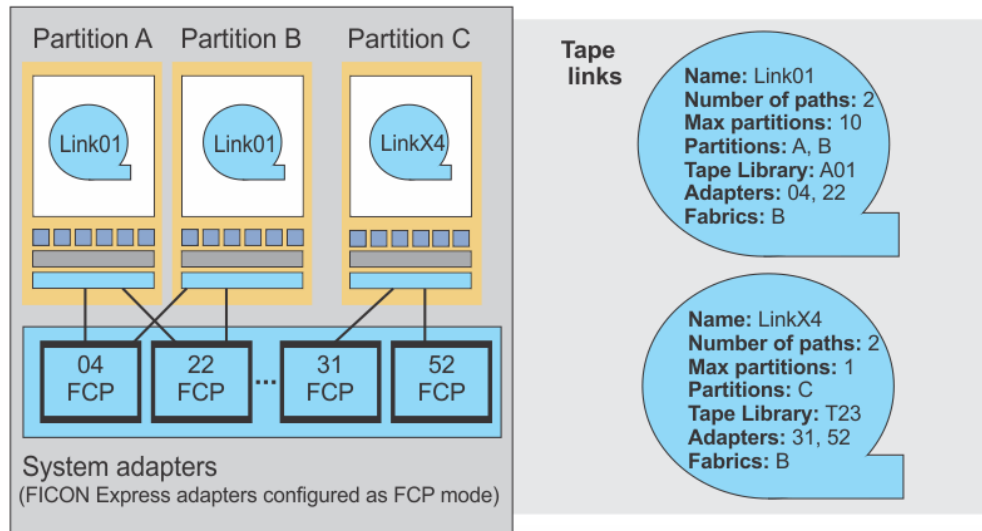 Partition A
Partition B
Partition C
Link01
Link01
LinkX4
04
FCP
22
FCP
...
31
FCP
52
FCP
System adapters
(FICON Express adapters configured as FCP mode)
Tape
links
Name: Link01
Number of paths: 2
Max partitions: 10
Partitions: A, B
Tape Library: A01
Adapters: 04, 22
Fabrics: B
Name: LinkX4
Number of paths: 2
Max partitions: 1
Partitions: C
Tape Library: T23
Adapters: 31, 52
Fabrics: B